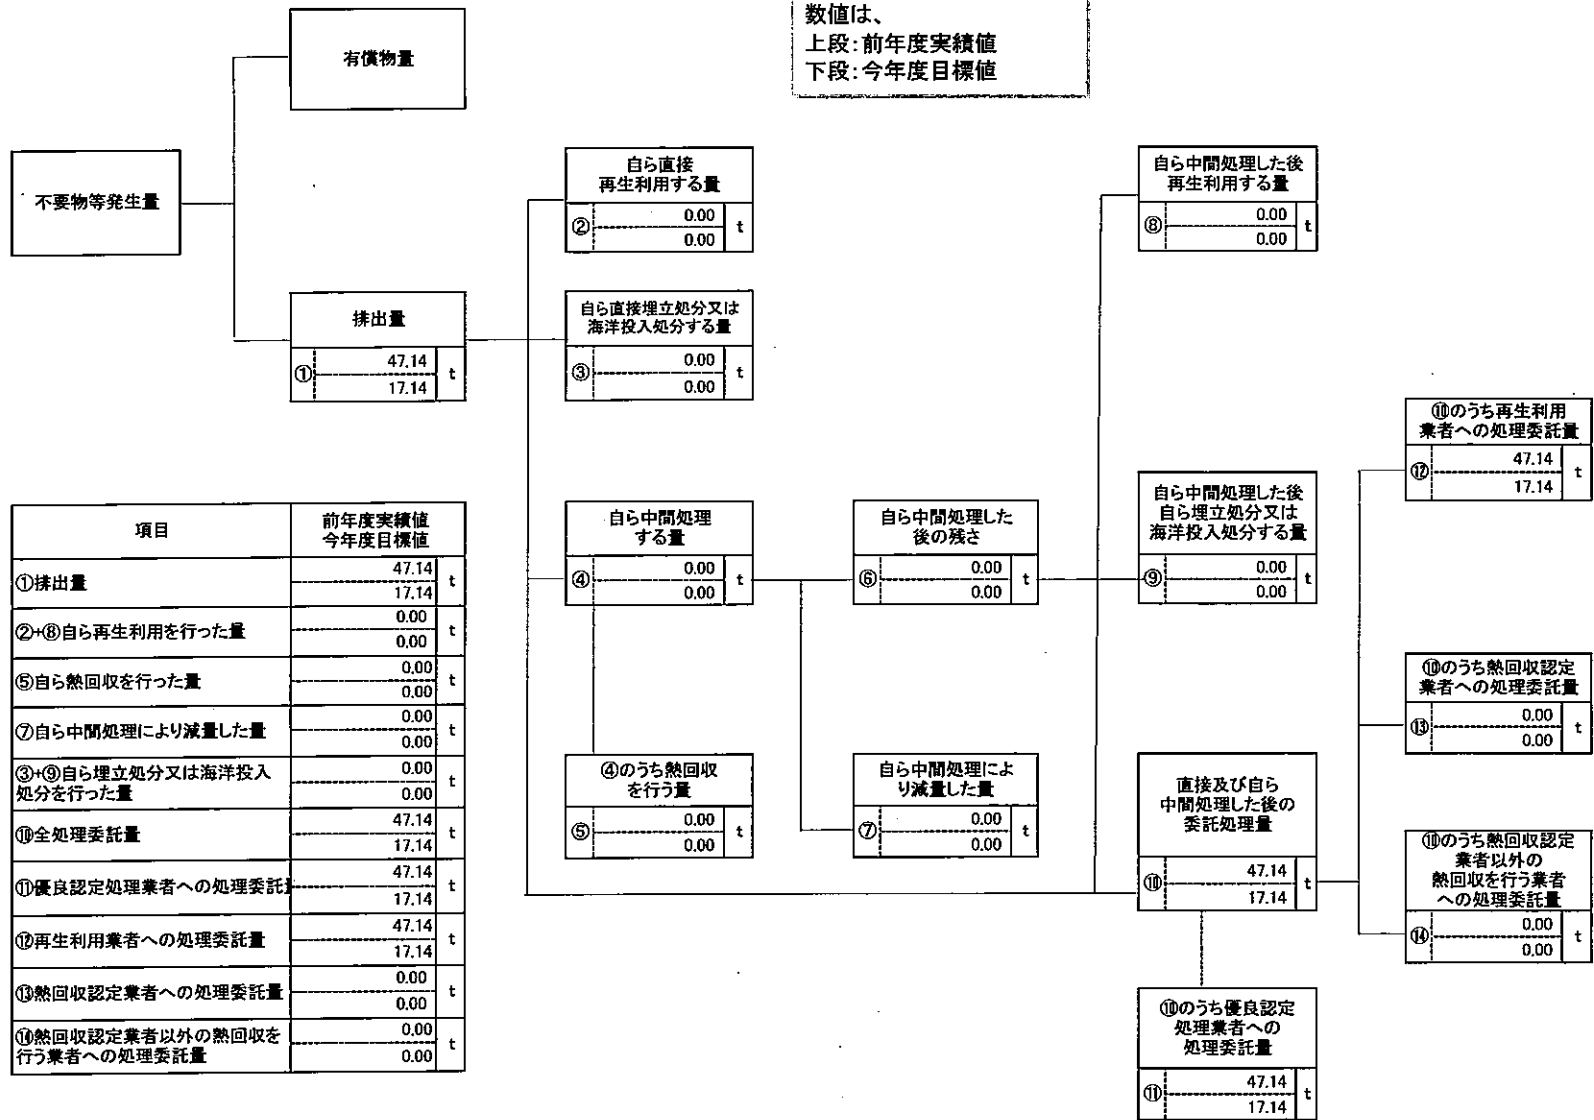 数値は、
上段：前年度実績値
下段：今年度目標値
有償物量
不要物等発生量
排出量
① 47.14 t
17.14
自ら直接
再生利用する量
② 0.00 t
0.00
自ら直接埋立処分又は
海洋投入処分する量
③ 0.00 t
0.00
自ら中間処理
する量
④ 0.00 t
0.00
④のうち熱回収
を行う量
⑤ 0.00 t
0.00
自ら中間処理した
後の残さ
⑥ 0.00 t
0.00
自ら中間処理によ
り減量した量
⑦ 0.00 t
0.00
自ら中間処理した後
再生利用する量
⑧ 0.00 t
0.00
自ら中間処理した後
自ら埋立処分又は
海洋投入処分する量
⑨ 0.00 t
0.00
直接及び自ら
中間処理した後の
委託処理量
⑩ 47.14 t
17.14
⑩のうち優良認定
処理業者への
処理委託量
⑪ 47.14 t
17.14
⑩のうち再生利用
業者への処理委託量
⑫ 47.14 t
17.14
⑩のうち熱回収認定
業者への処理委託量
⑬ 0.00 t
0.00
⑩のうち熱回収認定
業者以外の
熱回収を行う業者
への処理委託量
⑭ 0.00 t
0.00
項目 前年度実績値
今年度目標値
①排出量 47.14 t
17.14
②+⑧自ら再生利用を行った量 0.00 t
0.00
⑤自ら熱回収を行った量 0.00 t
0.00
⑦自ら中間処理により減量した量 0.00 t
0.00
③+⑨自ら埋立処分又は海洋投入
処分を行った量 0.00 t
0.00
⑩全処理委託量 47.14 t
17.14
⑪優良認定処理業者への処理委託 47.14 t
17.14
⑫再生利用業者への処理委託量 47.14 t
17.14
⑬熱回収認定業者への処理委託量 0.00 t
0.00
⑭熱回収認定業者以外の熱回収を
行う業者への処理委託量 0.00 t
0.00